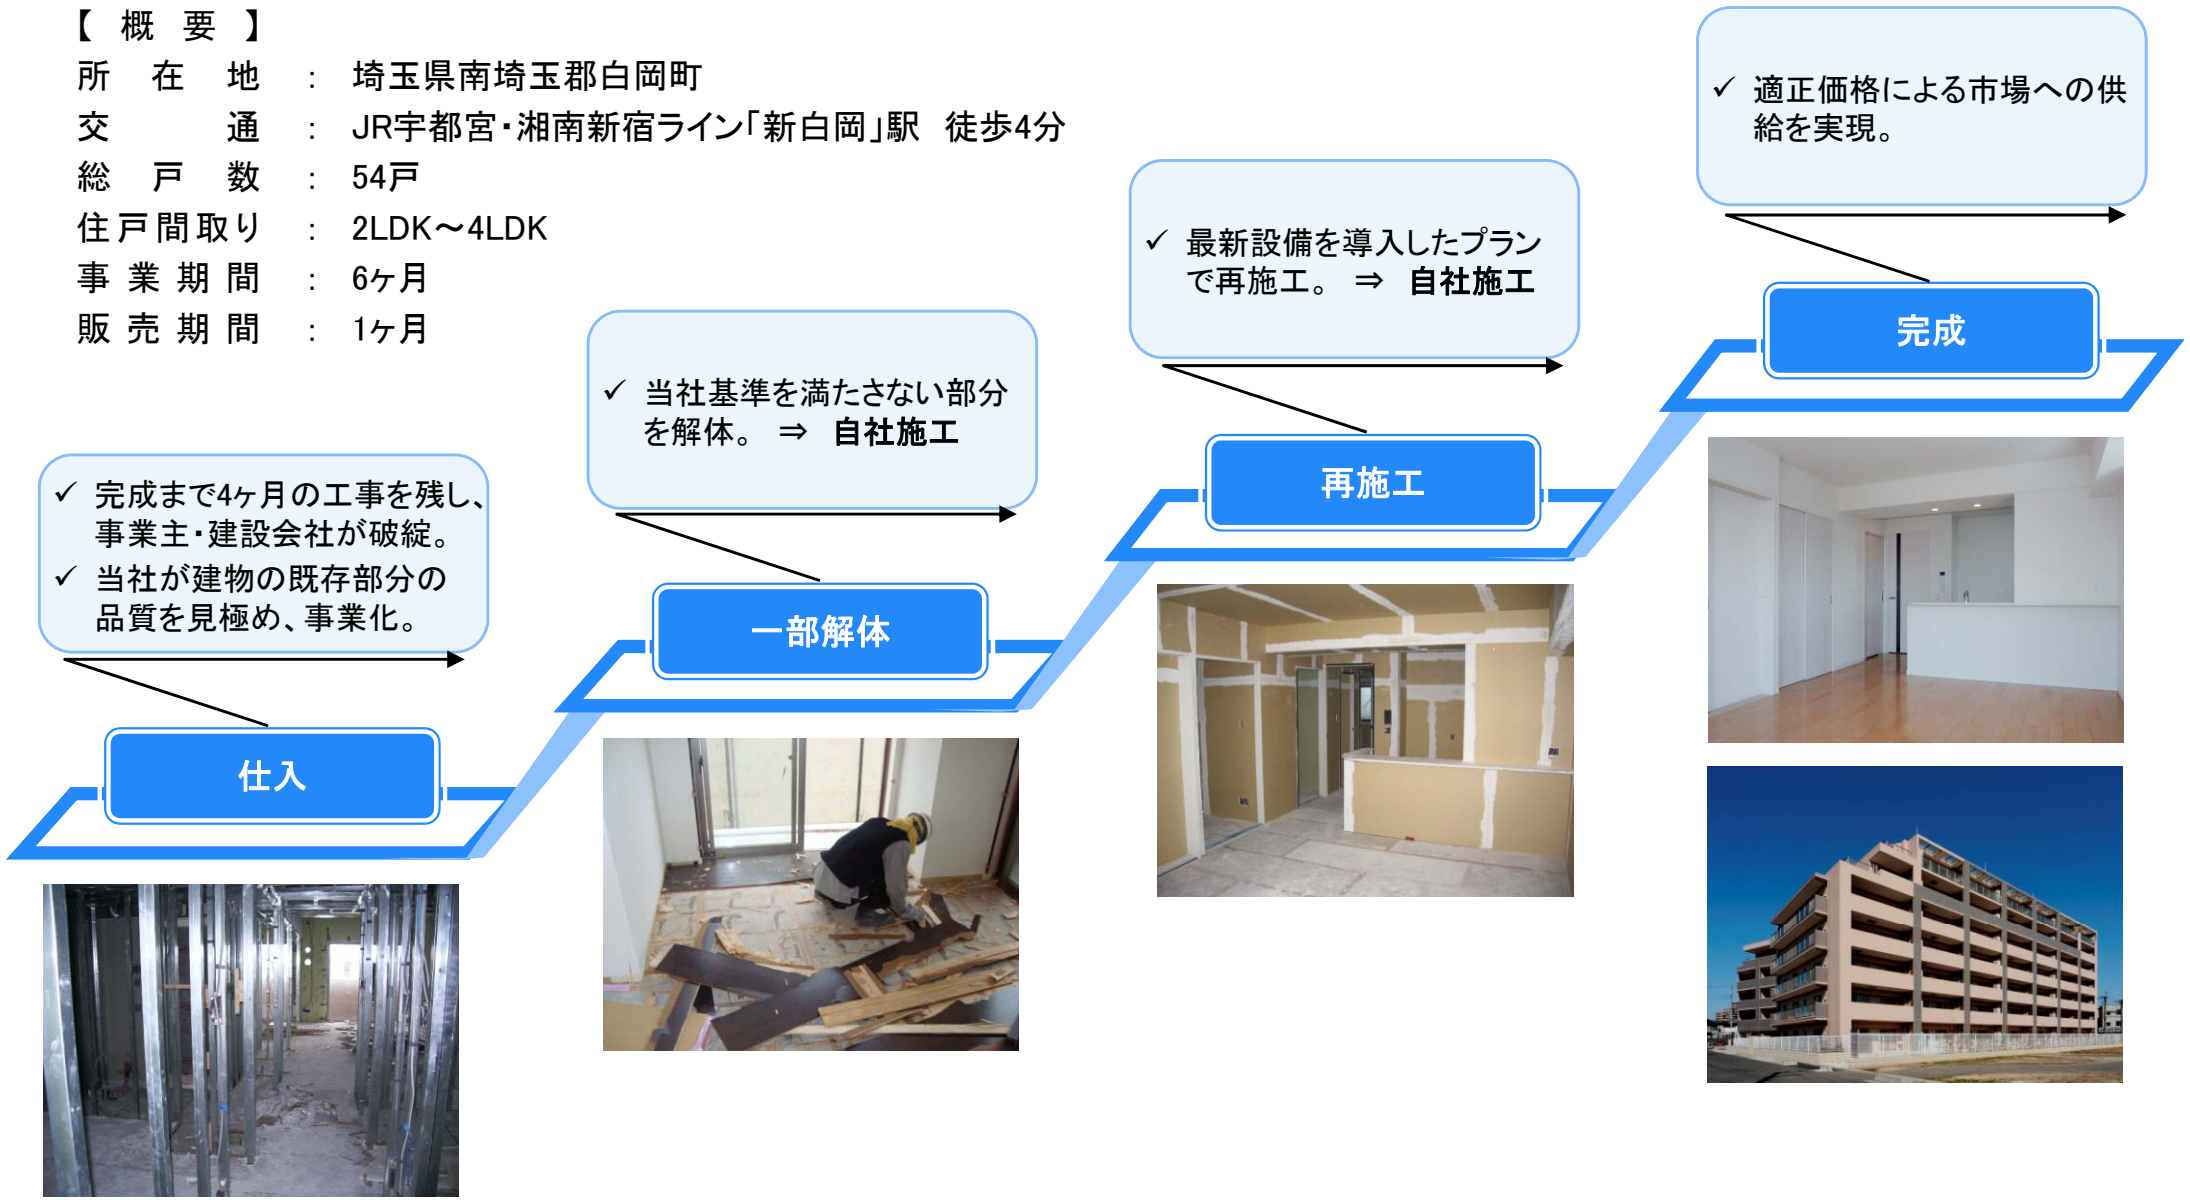 【 概 要 】
所 在 地 : 埼玉県南埼玉郡白岡町
交 通 : JR宇都宮・湘南新宿ライン「新白岡」駅 徒歩4分
総 戸 数 : 54戸
住戸間取り : 2LDK～4LDK
事 業 期 間 : 6ヶ月
販 売 期 間 : 1ヶ月
✓ 完成まで4ヶ月の工事を残し、
事業主・建設会社が破綻。
✓ 当社が建物の既存部分の
品質を見極め、事業化。
仕入
✓ 当社基準を満たさない部分
を解体。 ⇒ 自社施工
一部解体
✓ 最新設備を導入したプラン
で再施工。 ⇒ 自社施工
再施工
✓ 適正価格による市場への供
給を実現。
完成